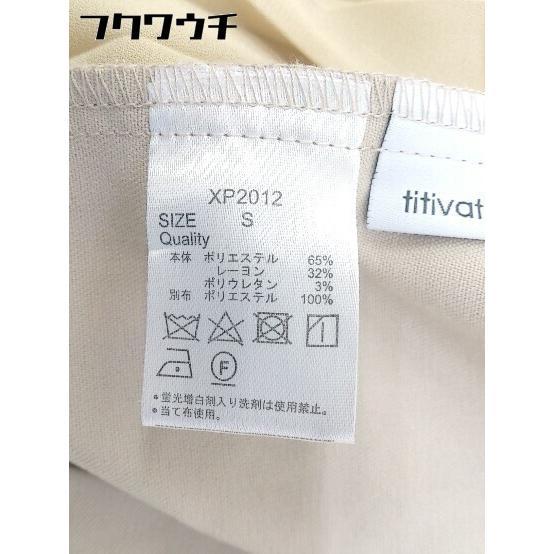 フクワウチ
XP2012
SIZE S
Quality
本体 ポリエステル 65%
レーヨン 32%
ポリウレタン 3%
別布 ポリエステル 100%
F
*蛍光増白剤入り洗剤は使用禁止。
*当て布使用。
titivat